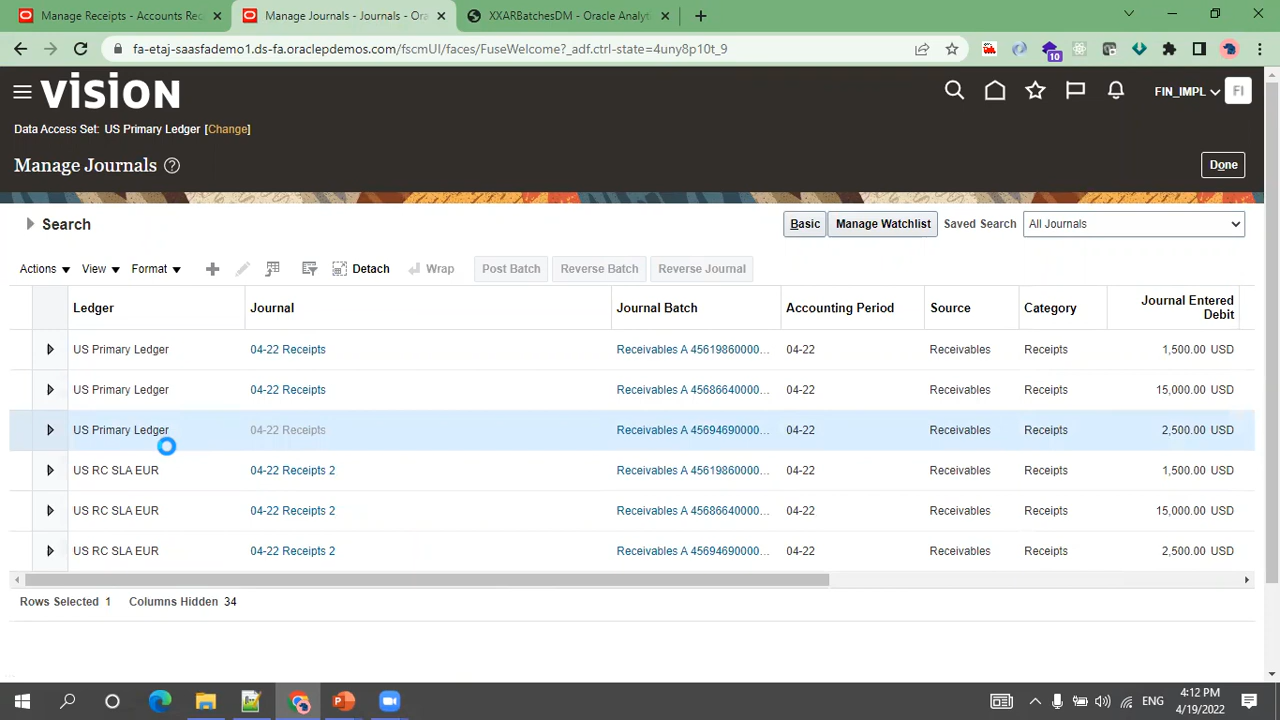 Manage Receipts - Accounts Rec
Manage Journals - Journals - Ora
XXARBatchesDM - Oracle Analyti
fa-etaj-saasfademo1.ds-fa.oraclepdemos.com/fscmUI/faces/FuseWelcome?_adf.ctrl-state=4uny8p10t_9
10
VISION
FIN_IMPL
FI
Data Access Set: US Primary Ledger [Change]
Manage Journals
Done
Search
Basic Manage Watchlist Saved Search All Journals
Actions View Format Detach Wrap Post Batch Reverse Batch Reverse Journal
Ledger Journal Journal Batch Accounting Period Source Category Journal Entered Debit
US Primary Ledger 04-22 Receipts Receivables A 45619860000... 04-22 Receivables Receipts 1,500.00 USD
US Primary Ledger 04-22 Receipts Receivables A 45686640000... 04-22 Receivables Receipts 15,000.00 USD
US Primary Ledger 04-22 Receipts Receivables A 45694690000... 04-22 Receivables Receipts 2,500.00 USD
US RC SLA EUR 04-22 Receipts 2 Receivables A 45619860000... 04-22 Receivables Receipts 1,500.00 USD
US RC SLA EUR 04-22 Receipts 2 Receivables A 45686640000... 04-22 Receivables Receipts 15,000.00 USD
US RC SLA EUR 04-22 Receipts 2 Receivables A 45694690000... 04-22 Receivables Receipts 2,500.00 USD
Rows Selected 1 Columns Hidden 34
ENG
4:12 PM
4/19/2022